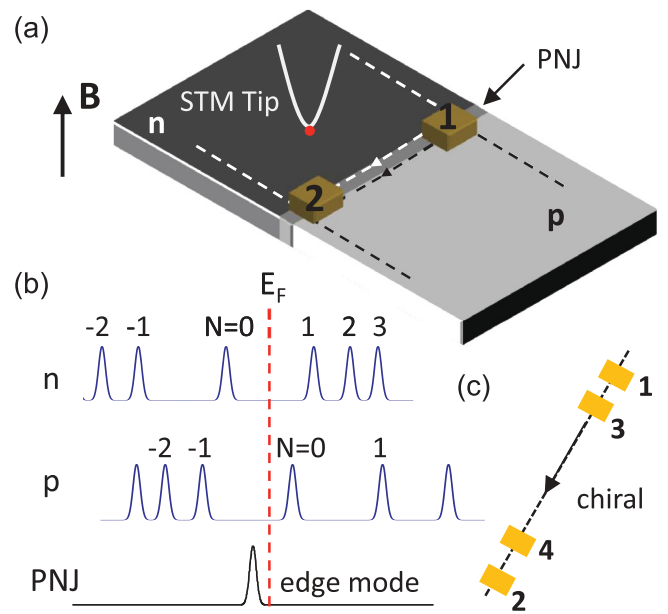 (a)
PNJ
STM Tip
B
n
1
2
p
(b)
E_F
-2 -1 N=0 1 2 3
n
-2 -1 N=0 1
p
PNJ edge mode
(c)
1
3
chiral
4
2